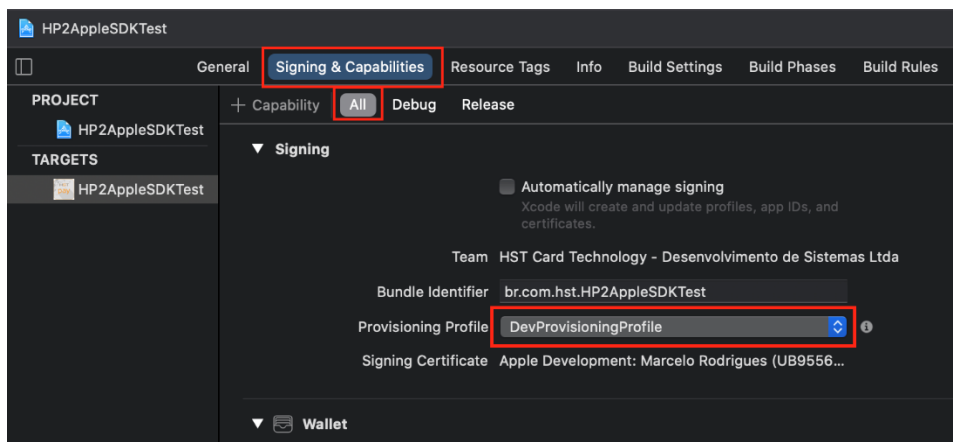 HP2AppleSDKTest
General Signing & Capabilities Resource Tags Info Build Settings Build Phases Build Rules
PROJECT
HP2AppleSDKTest
TARGETS
HP2AppleSDKTest
+ Capability All Debug Release
Signing
Automatically manage signing
Xcode will create and update profiles, app IDs, and
certificates.
Team HST Card Technology - Desenvolvimento de Sistemas Ltda
Bundle Identifier br.com.hst.HP2AppleSDKTest
Provisioning Profile DevProvisioningProfile
Signing Certificate Apple Development: Marcelo Rodrigues (UB9556...
Wallet